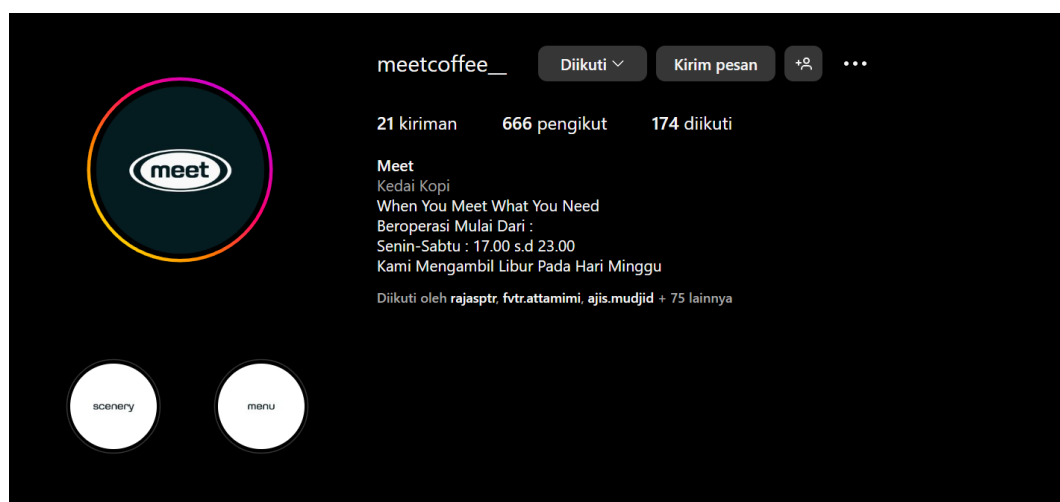 meetcoffee__ Diikuti Kirim pesan
21 kiriman 666 pengikut 174 diikuti
meet
Meet
Kedai Kopi
When You Meet What You Need
Beroperasi Mulai Dari :
Senin-Sabtu : 17.00 s.d 23.00
Kami Mengambil Libur Pada Hari Minggu
Diikuti oleh rajasptr, fvtr.attamimi, ajis.mudjid + 75 lainnya
scenery menu